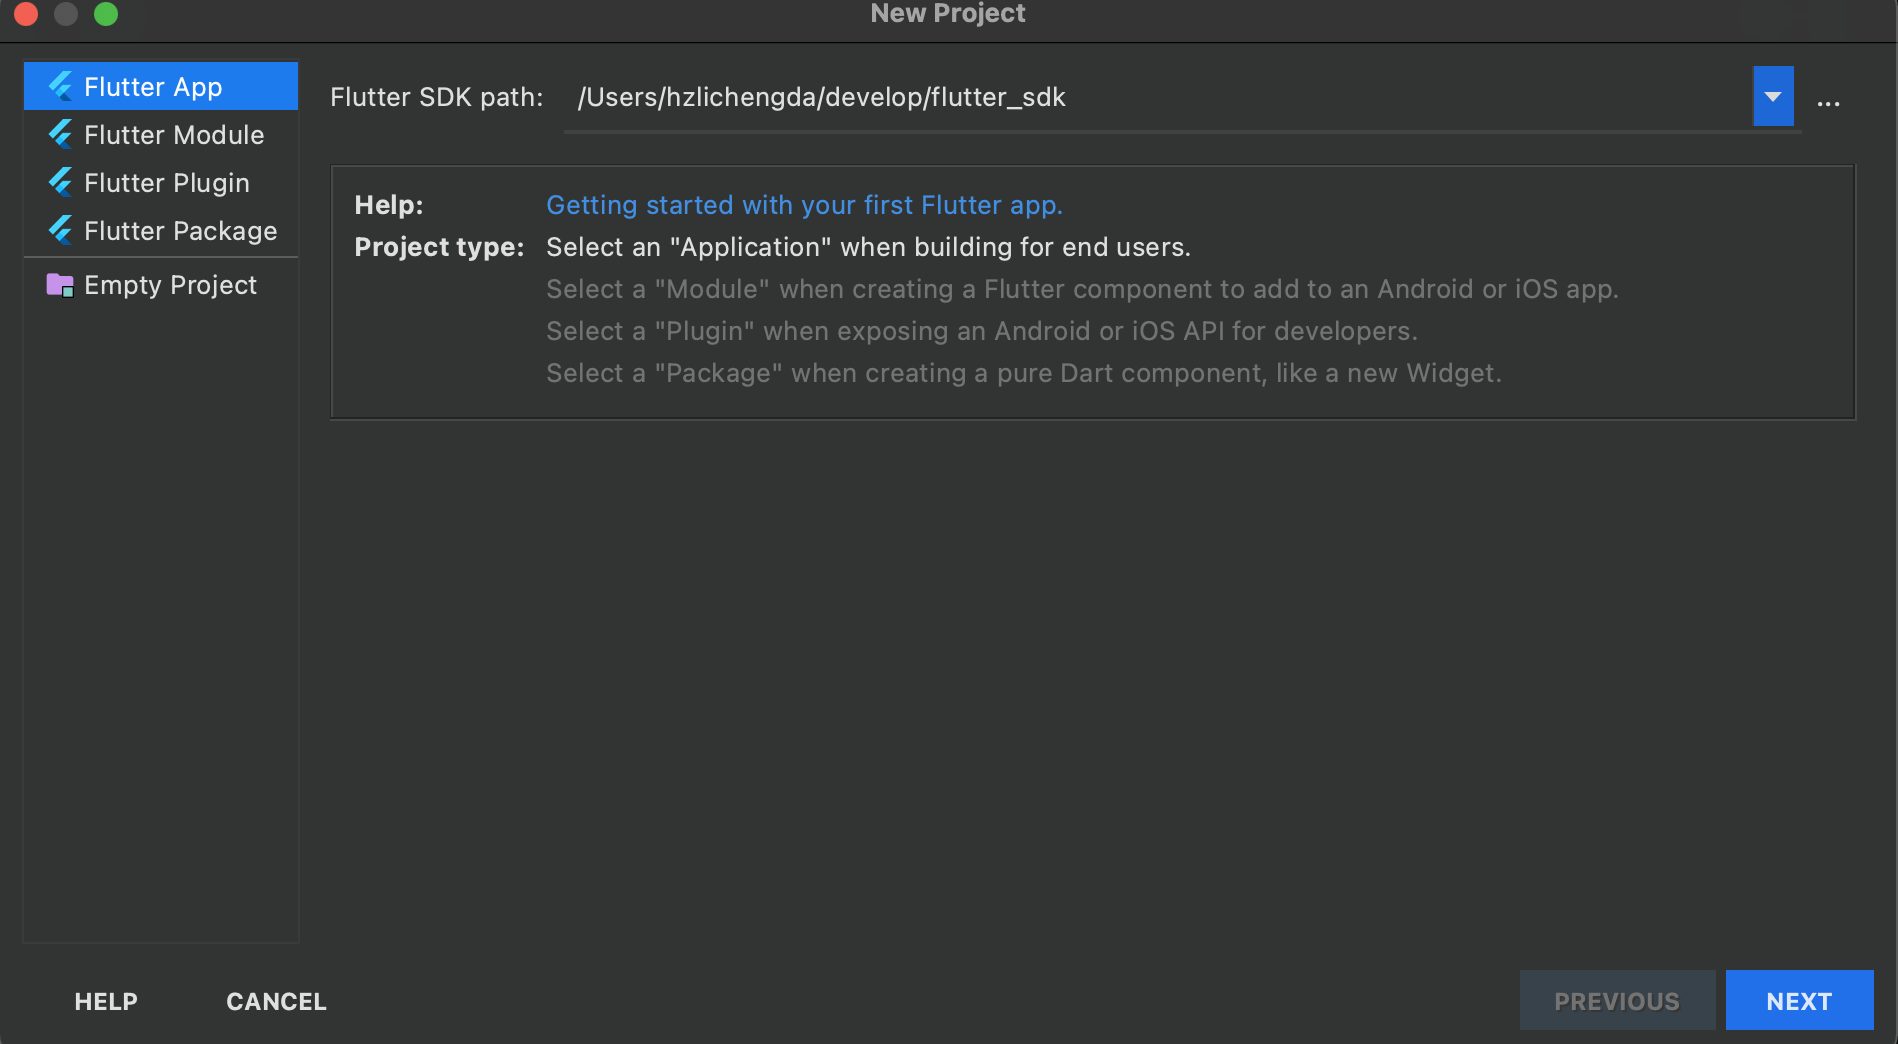 New Project
Flutter App
Flutter Module
Flutter Plugin
Flutter Package
Empty Project
Flutter SDK path: /Users/hzlichengda/develop/flutter_sdk ...
Help: Getting started with your first Flutter app.
Project type: Select an "Application" when building for end users.
Select a "Module" when creating a Flutter component to add to an Android or iOS app.
Select a "Plugin" when exposing an Android or iOS API for developers.
Select a "Package" when creating a pure Dart component, like a new Widget.
HELP CANCEL PREVIOUS NEXT